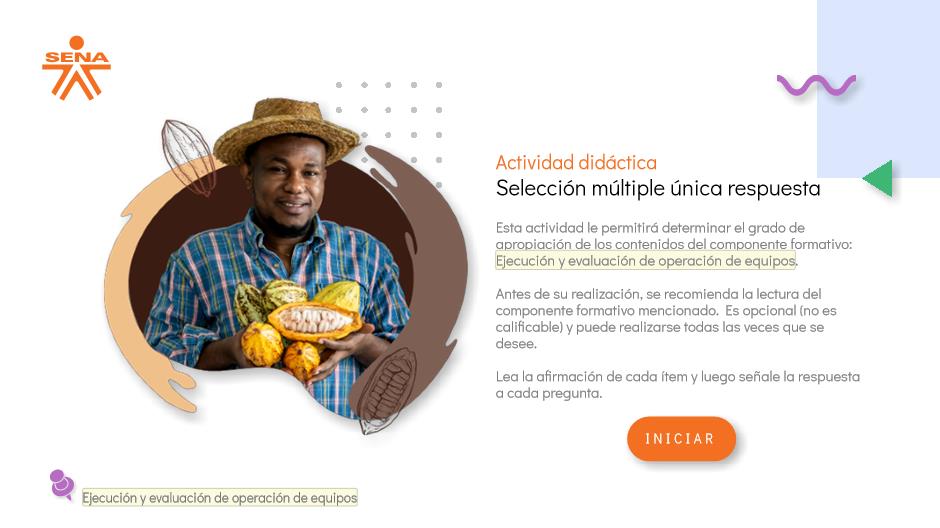 SENA
Actividad didáctica
Selección múltiple única respuesta
Esta actividad le permitirá determinar el grado de
apropiación de los contenidos del componente formativo:
Ejecución y evaluación de operación de equipos.
Antes de su realización, se recomienda la lectura del
componente formativo mencionado. Es opcional (no es
calificable) y puede realizarse todas las veces que se
desee.
Lea la afirmación de cada ítem y luego señale la respuesta
a cada pregunta.
INICIAR
Ejecución y evaluación de operación de equipos